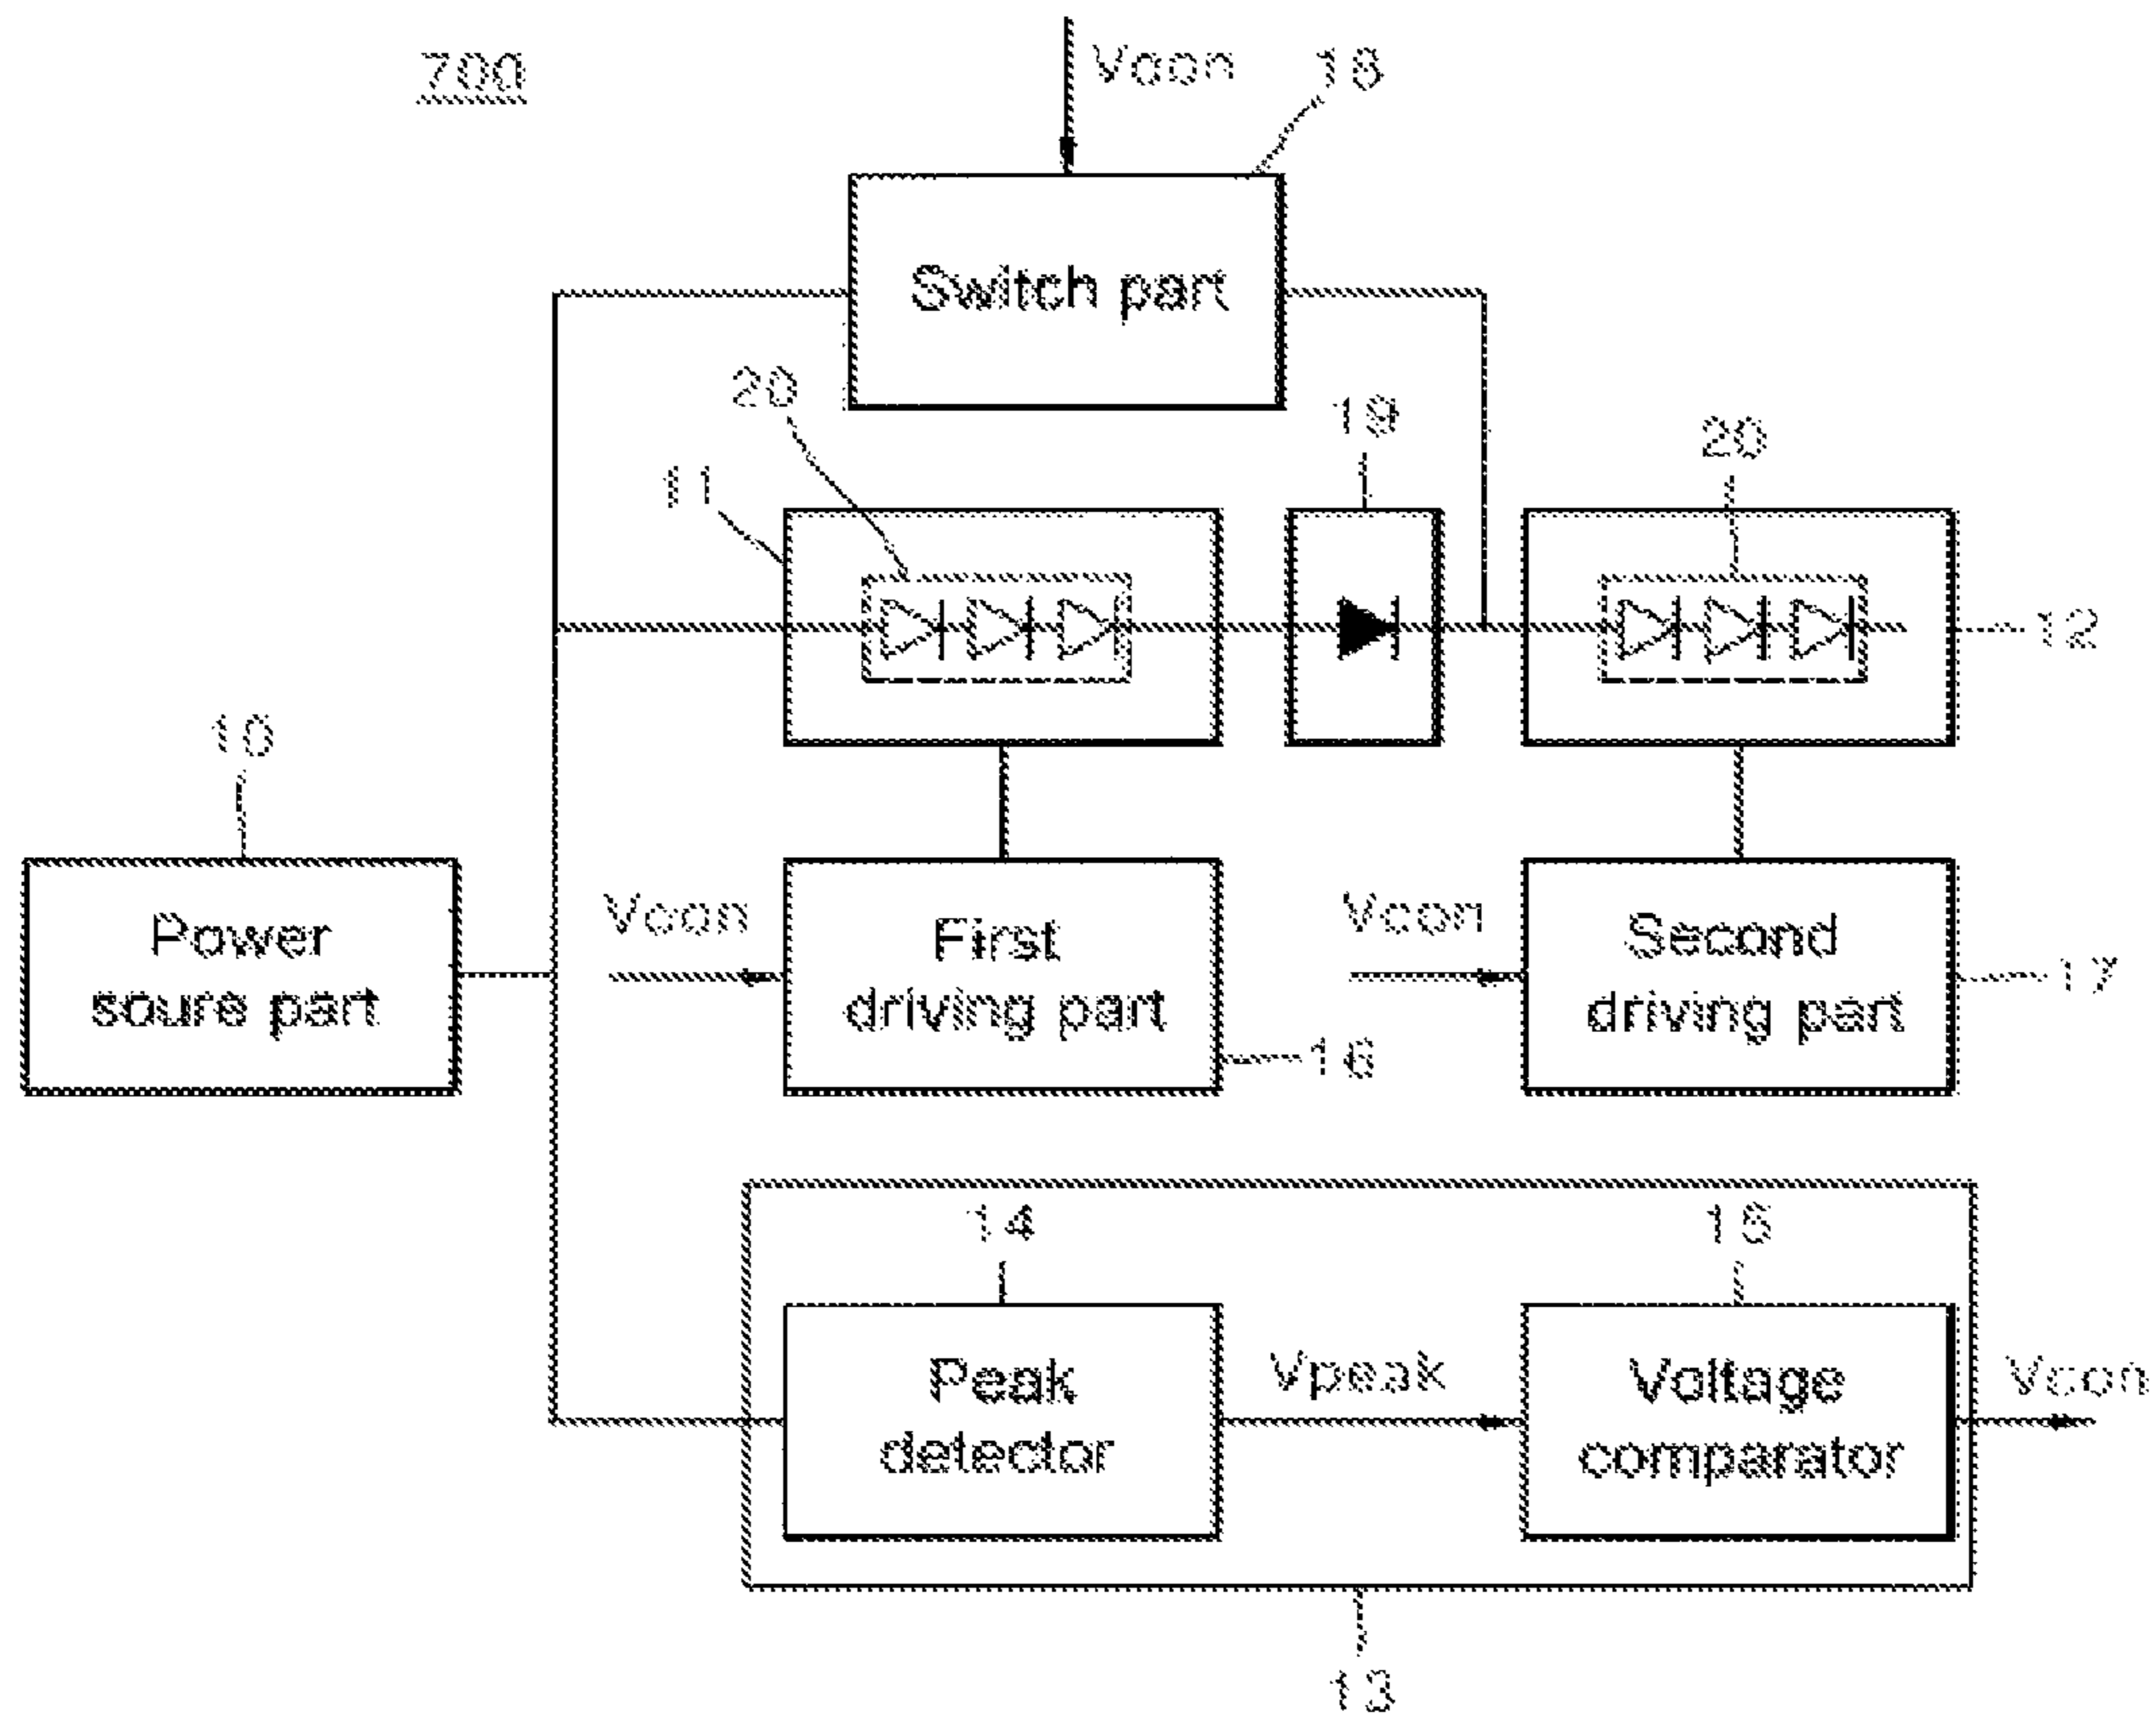 700
Vcon
18
Switch part
20
19
20
11
12
10
Power
soure part
Vcon
First
driving part
16
Vcon
Second
driving part
17
14
15
Peak
detector
Vpeak
Voltage
comparator
Vcon
13